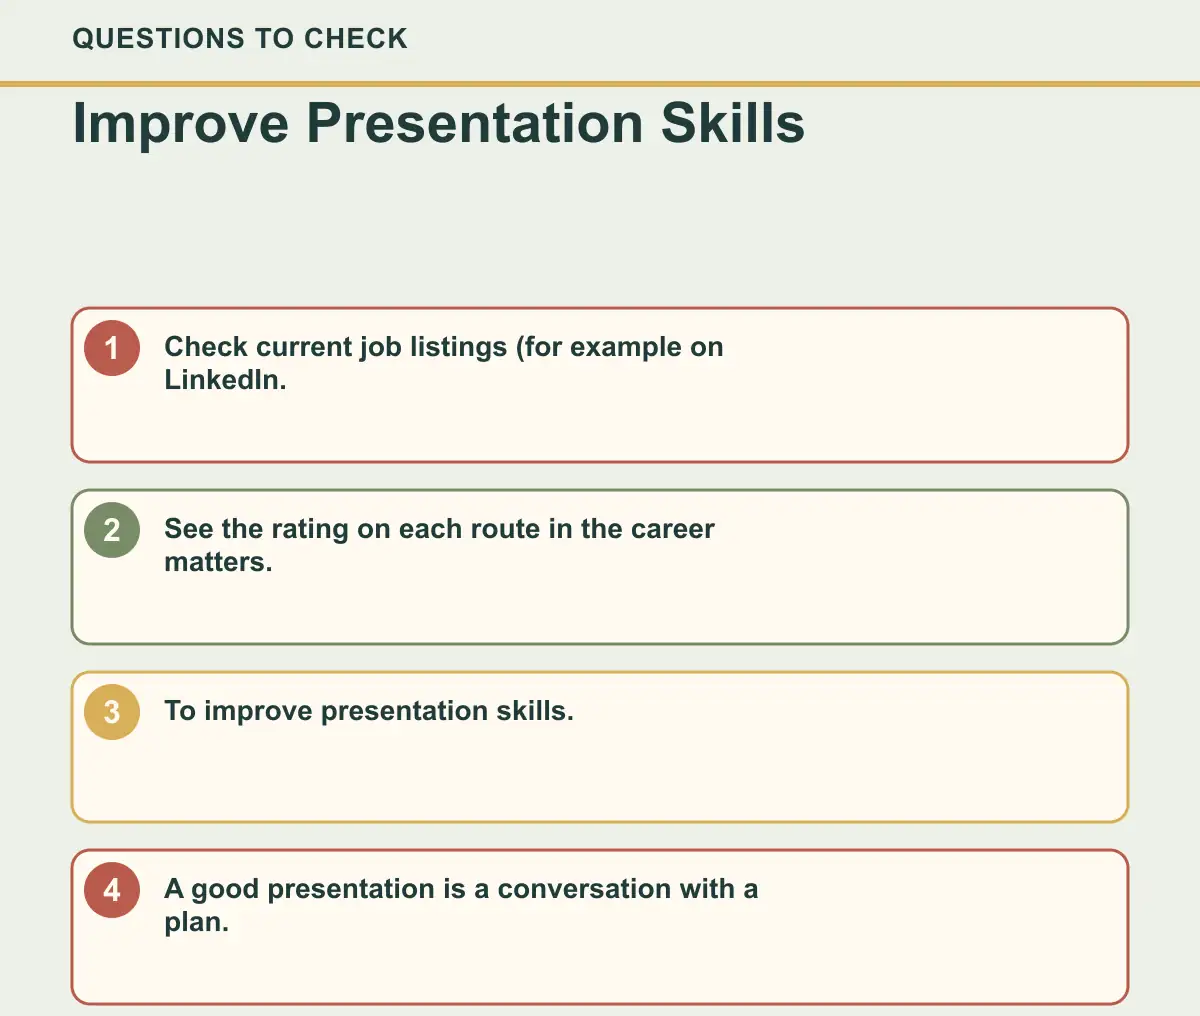 QUESTIONS TO CHECK
Improve Presentation Skills
1
Check current job listings (for example on
LinkedIn.
2
See the rating on each route in the career
matters.
3
To improve presentation skills.
4
A good presentation is a conversation with a
plan.